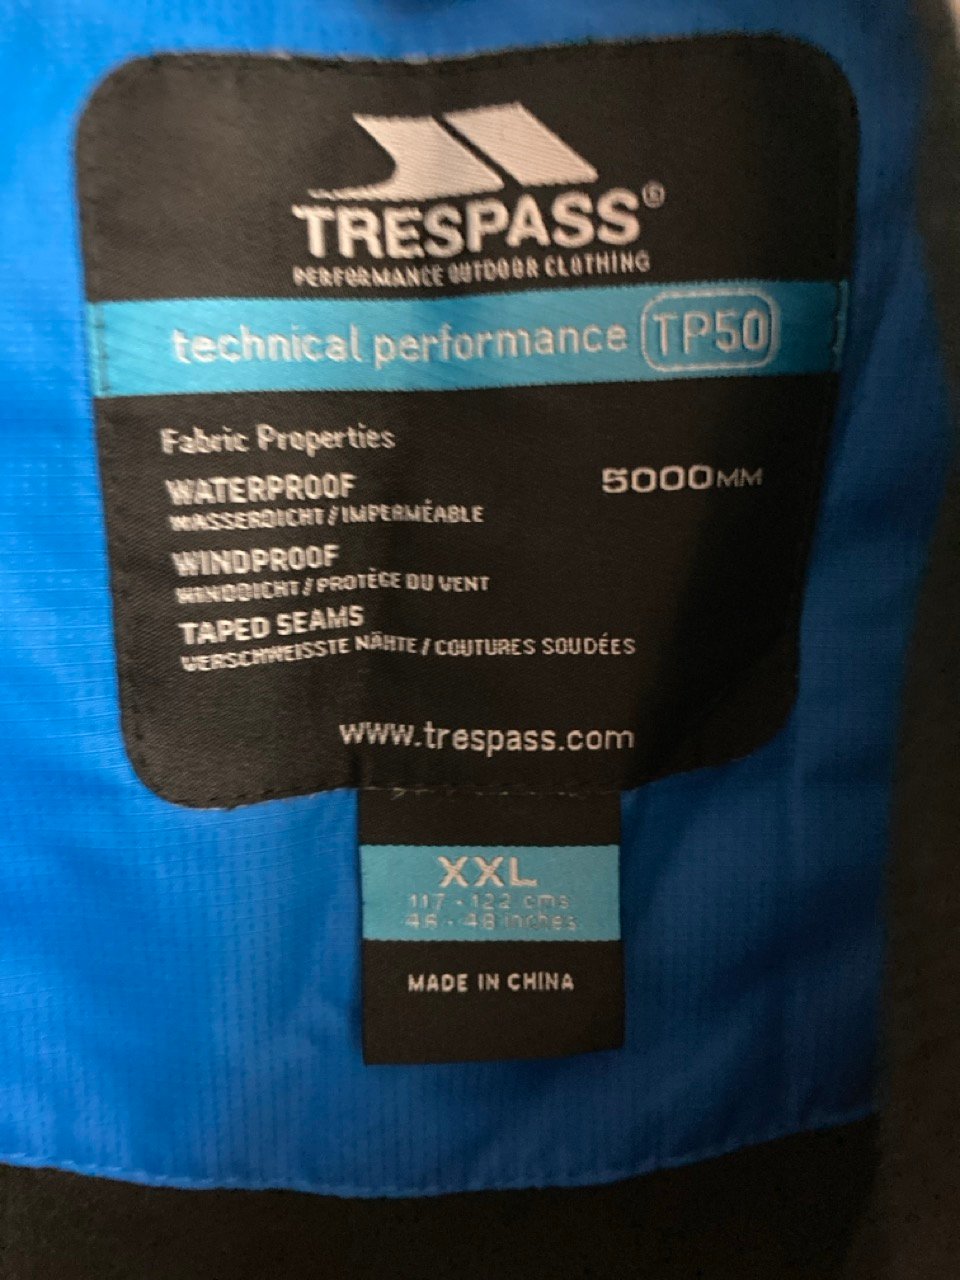 TRESPASS®
PERFORMANCE OUTDOOR CLOTHING
technical performance TP50
Fabric Properties
WATERPROOF 5000MM
WASSERDICHT / IMPERMÉABLE
WINDPROOF
WINDDICHT / PROTÈGE DU VENT
TAPED SEAMS
VERSCHWEISSTE NÄHTE / COUTURES SOUDÉES
www.trespass.com
XXL
117 - 122 cms
46 - 48 inches
MADE IN CHINA